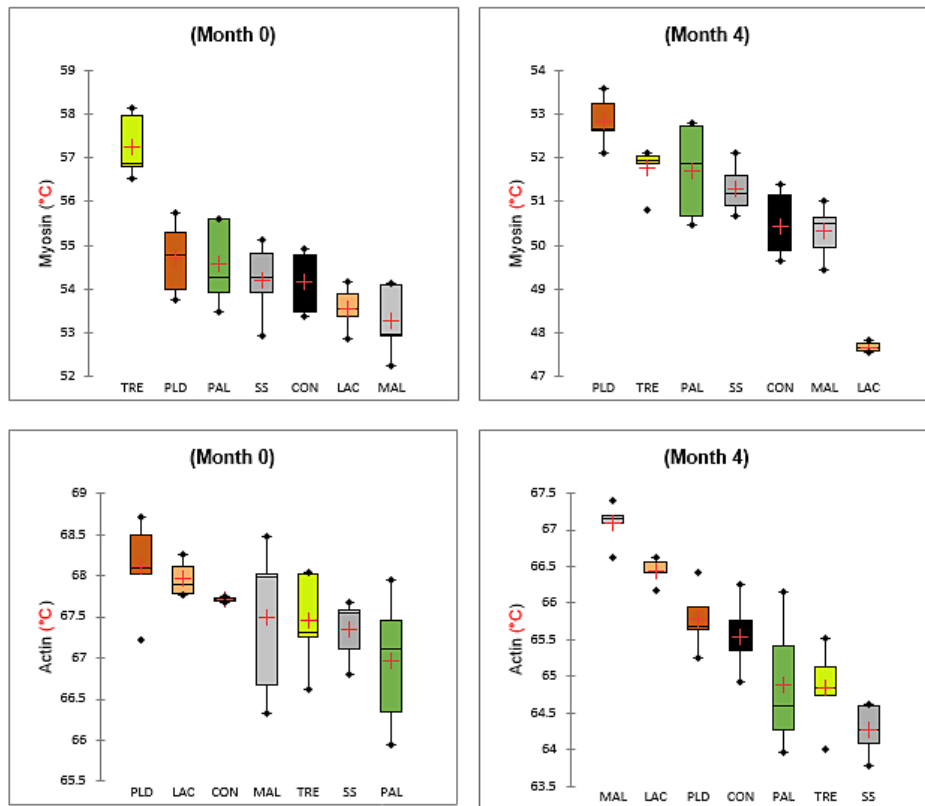 (Month 0)
Myosin (°C)
59
58
57
56
55
54
53
52
TRE PLD PAL SS CON LAC MAL
(Month 4)
Myosin (°C)
54
53
52
51
50
49
48
47
PLD TRE PAL SS CON MAL LAC
(Month 0)
Actin (°C)
69
68.5
68
67.5
67
66.5
66
65.5
PLD LAC CON MAL TRE SS PAL
(Month 4)
Actin (°C)
67.5
67
66.5
66
65.5
65
64.5
64
63.5
MAL LAC PLD CON PAL TRE SS